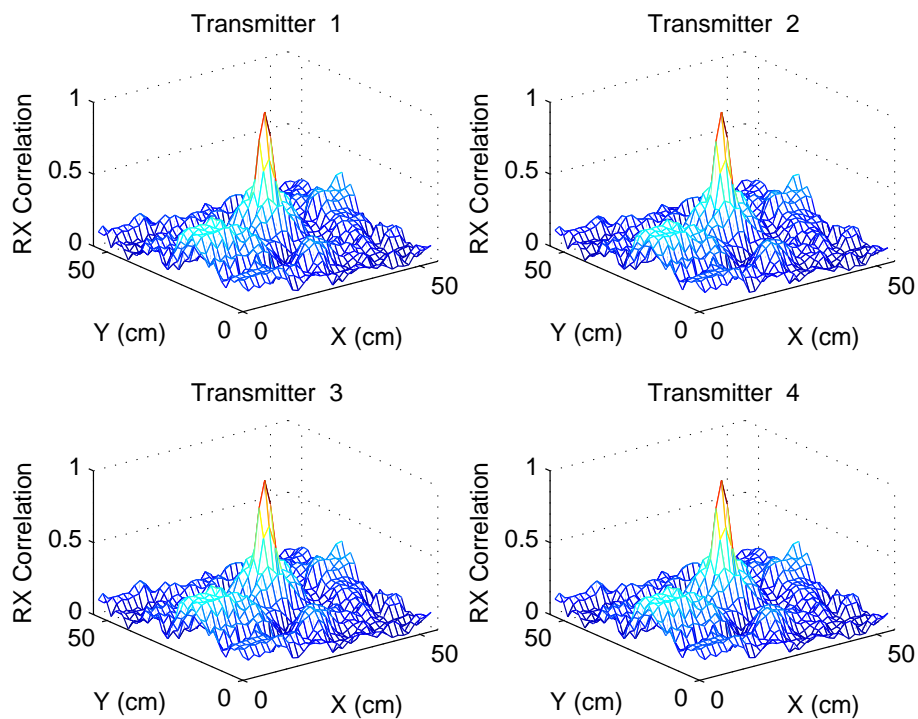 Transmitter 1
1
0.5
0
RX Correlation
50
0
Y (cm)
0
50
X (cm)
Transmitter 2
1
0.5
0
RX Correlation
50
0
Y (cm)
0
50
X (cm)
Transmitter 3
1
0.5
0
RX Correlation
50
0
Y (cm)
0
50
X (cm)
Transmitter 4
1
0.5
0
RX Correlation
50
0
Y (cm)
0
50
X (cm)